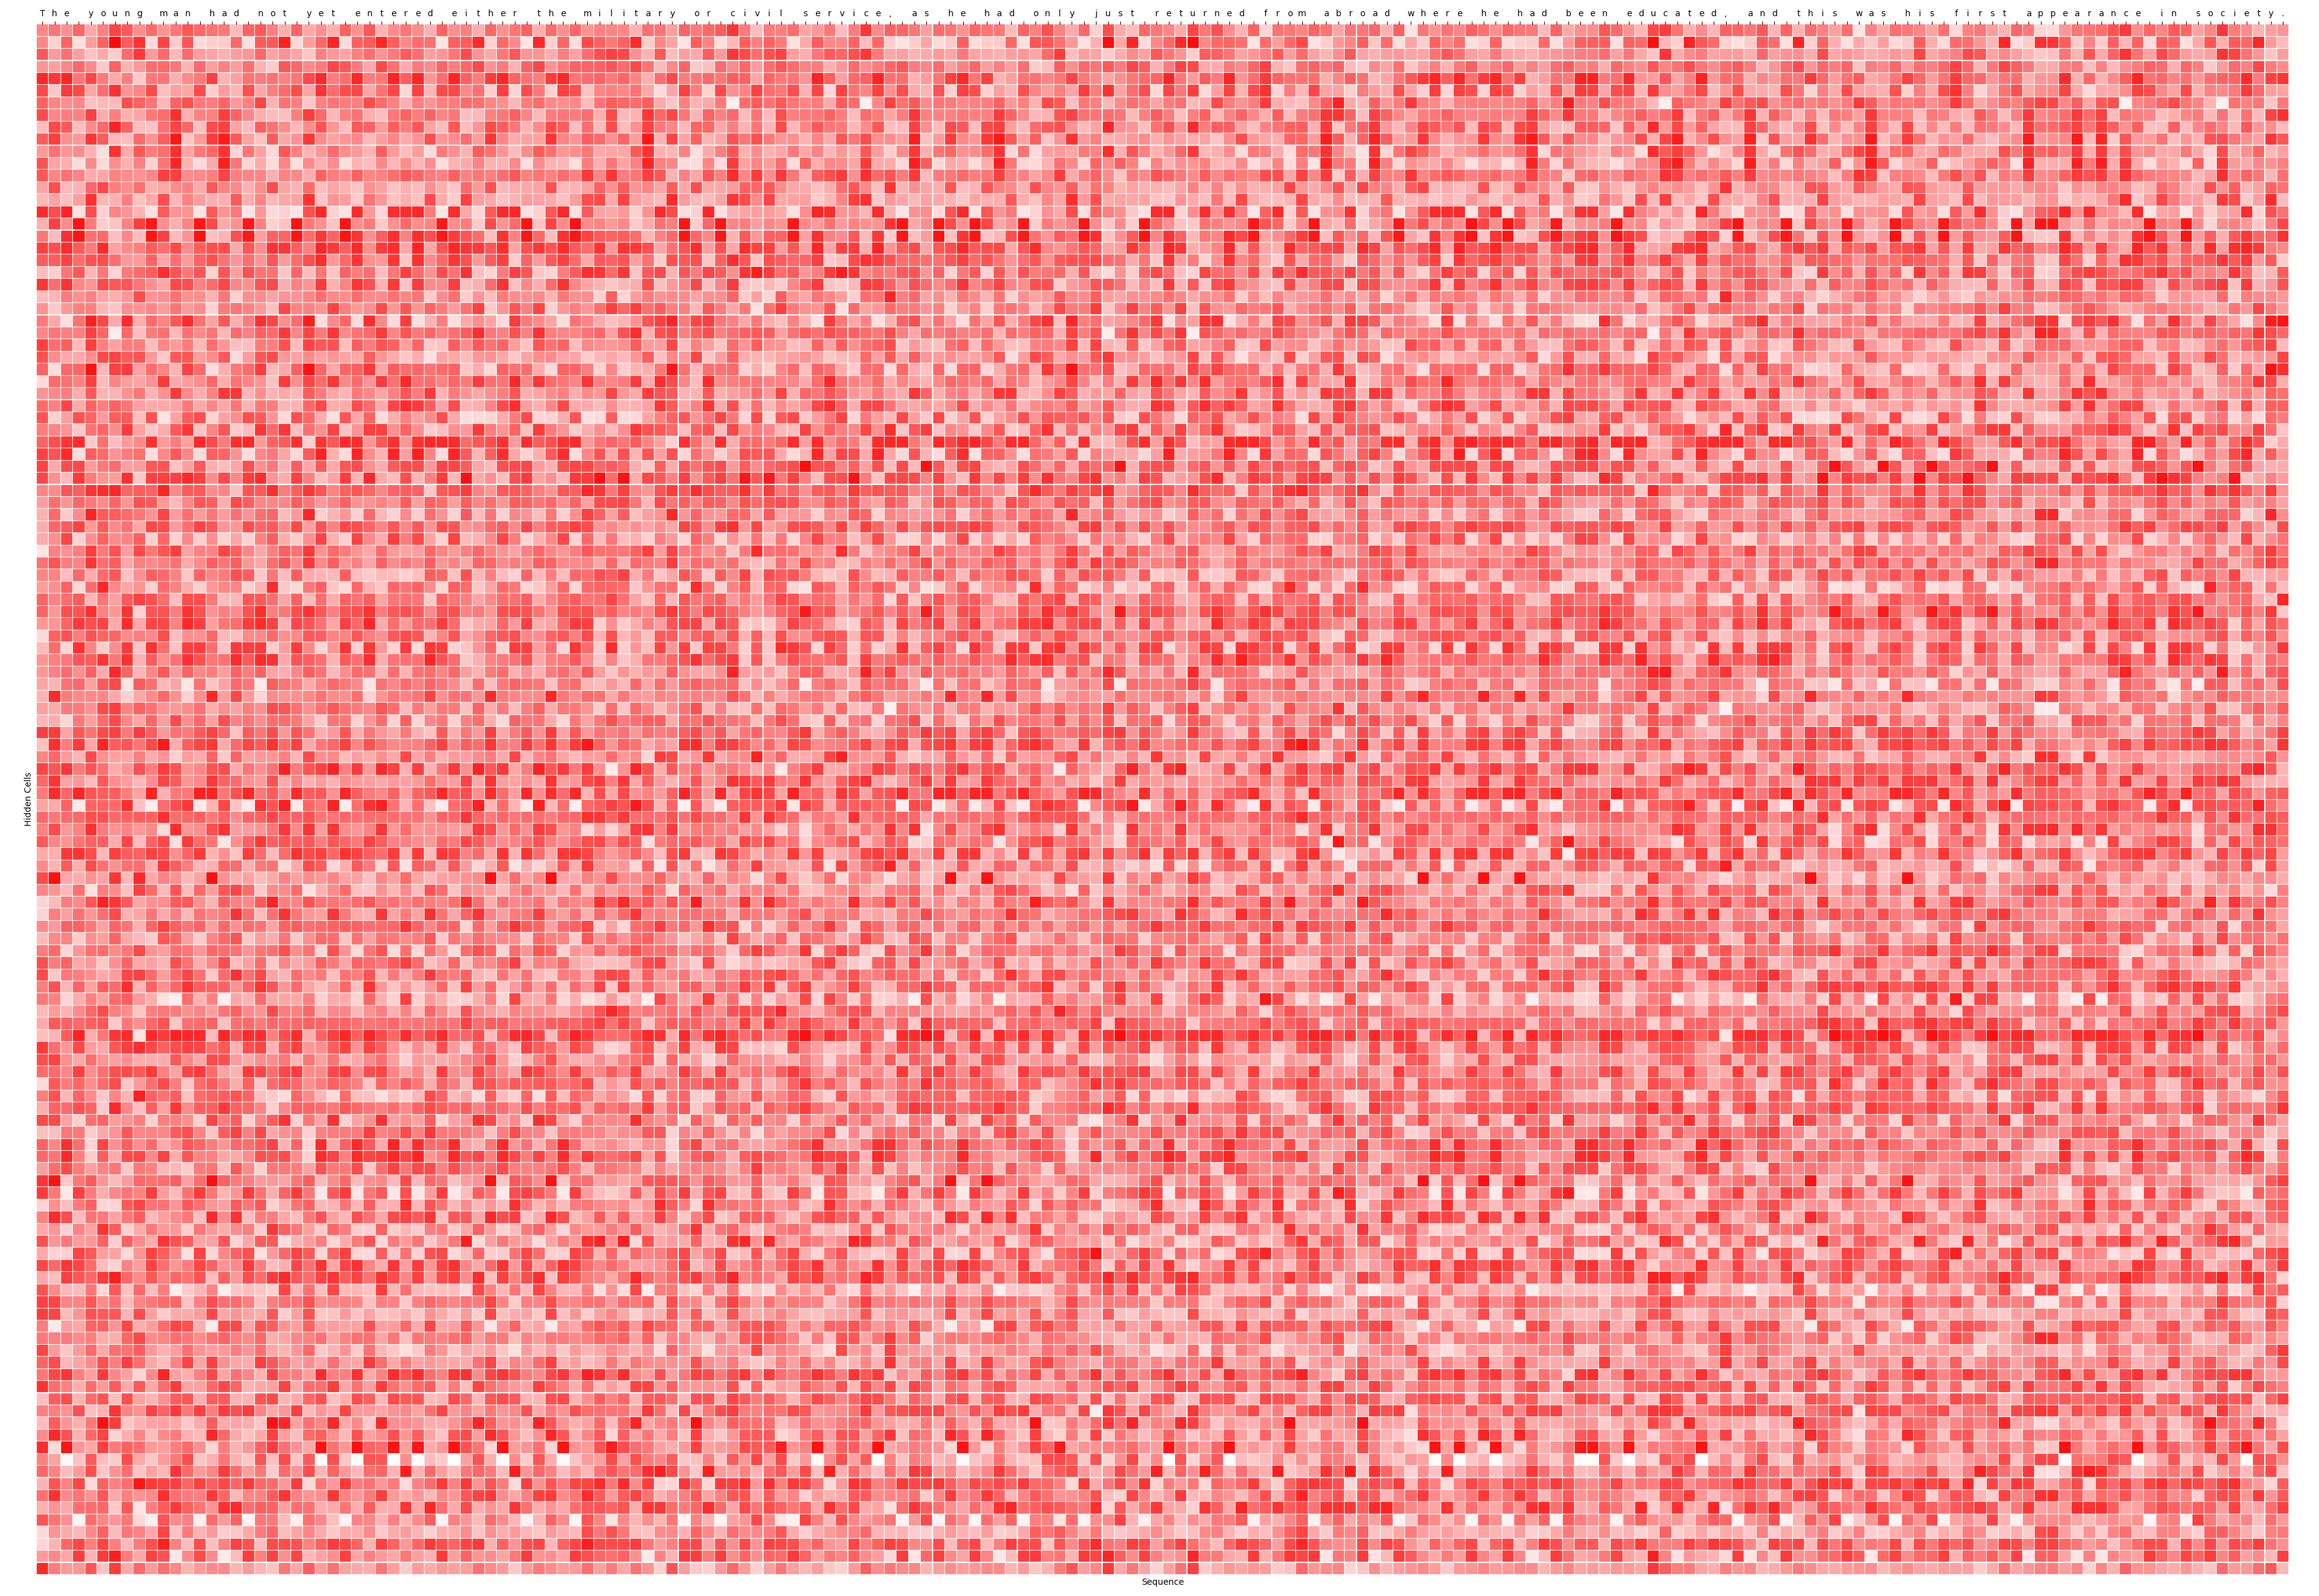 The young man had not yet entered either the military or civil service, as he had only just returned from abroad where he had been educated, and this was his first appearance in society.
Hidden Cells
Sequence